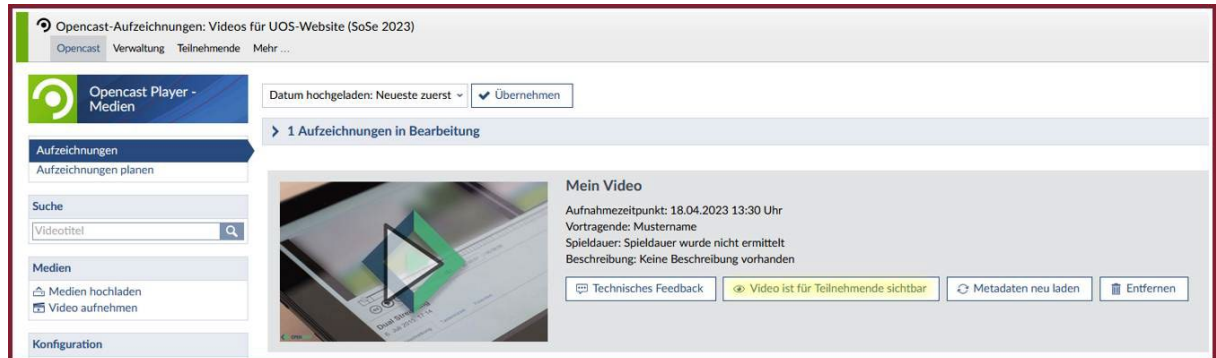 Opencast-Aufzeichnungen: Videos für UOS-Website (SoSe 2023)
Opencast Verwaltung Teilnehmende Mehr ...
Opencast Player -
Medien
Datum hochgeladen: Neueste zuerst Übernehmen
1 Aufzeichnungen in Bearbeitung
Aufzeichnungen
Aufzeichnungen planen
Suche
Videotitel
Medien
Medien hochladen
Video aufnehmen
Konfiguration
Dual
Mein Video
Aufnahmezeitpunkt: 18.04.2023 13:30 Uhr
Vortragende: Mustername
Spieldauer: Spieldauer wurde nicht ermittelt
Beschreibung: Keine Beschreibung vorhanden
Technisches Feedback Video ist für Teilnehmende sichtbar Metadaten neu laden Entfernen